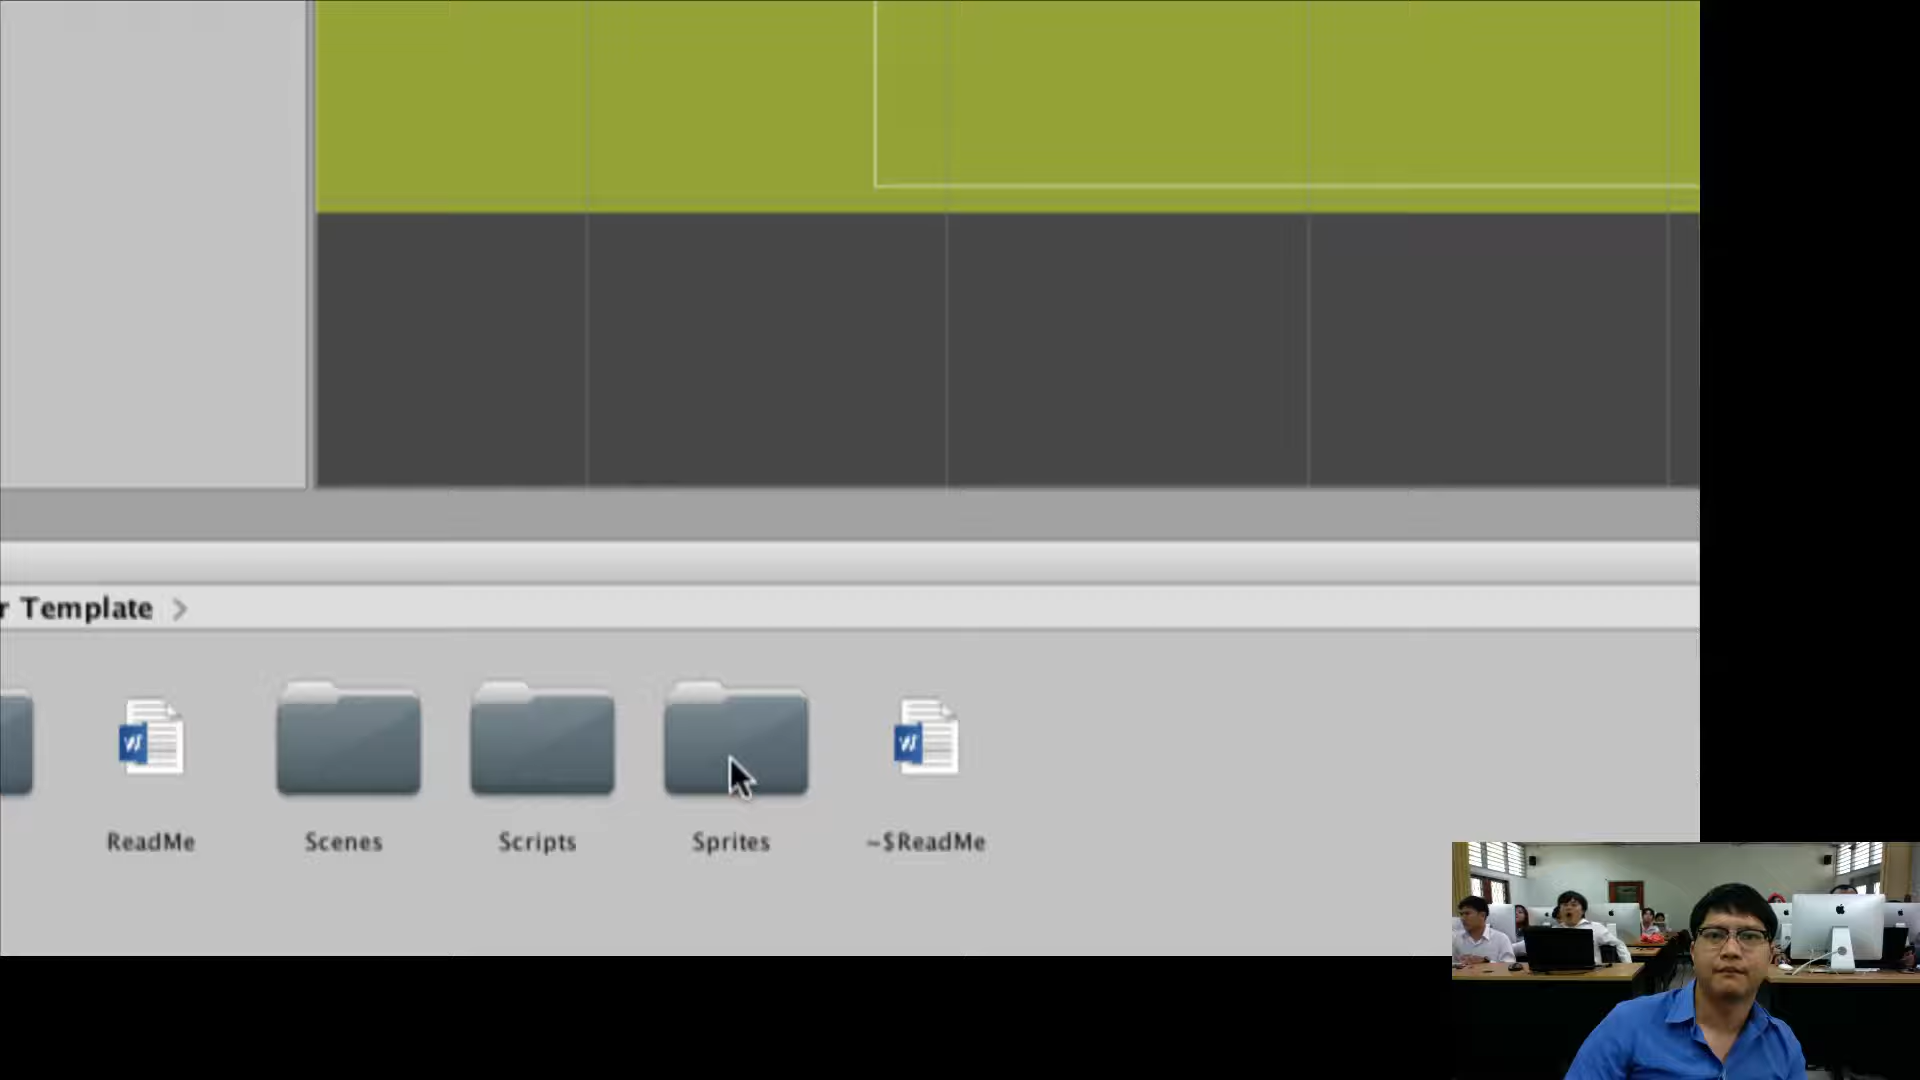 r Template
ReadMe
Scenes
Scripts
Sprites
~$ReadMe